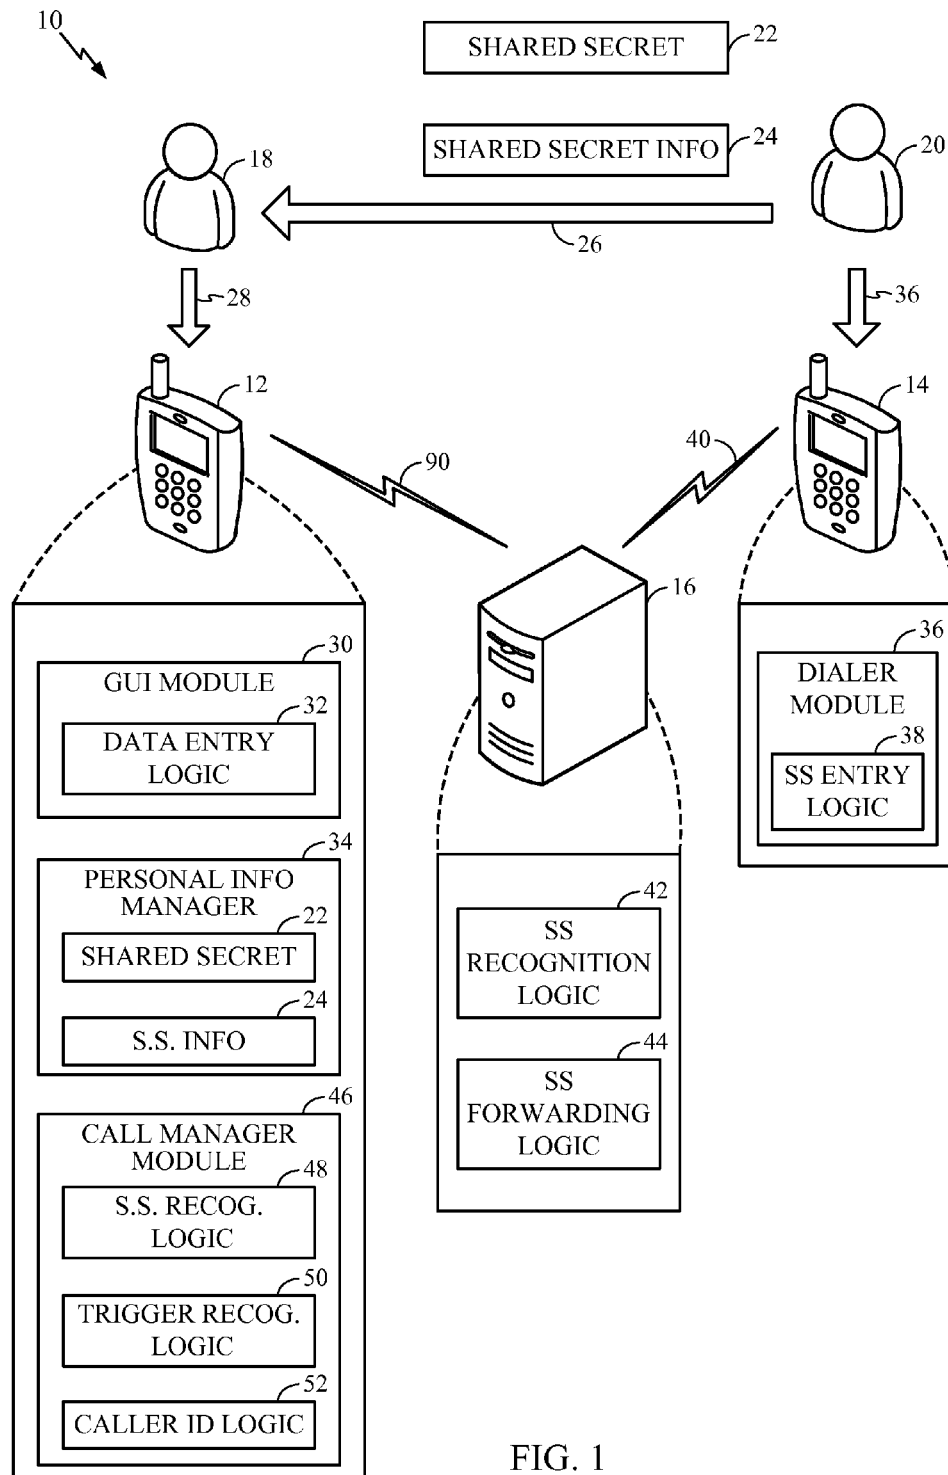 10
SHARED SECRET
22
SHARED SECRET INFO
24
18
20
26
28
36
12
14
90
40
16
30
GUI MODULE
32
DATA ENTRY
LOGIC
34
PERSONAL INFO
MANAGER
22
SHARED SECRET
24
S.S. INFO
46
CALL MANAGER
MODULE
48
S.S. RECOG.
LOGIC
50
TRIGGER RECOG.
LOGIC
52
CALLER ID LOGIC
42
SS
RECOGNITION
LOGIC
44
SS
FORWARDING
LOGIC
36
DIALER
MODULE
38
SS ENTRY
LOGIC
FIG. 1